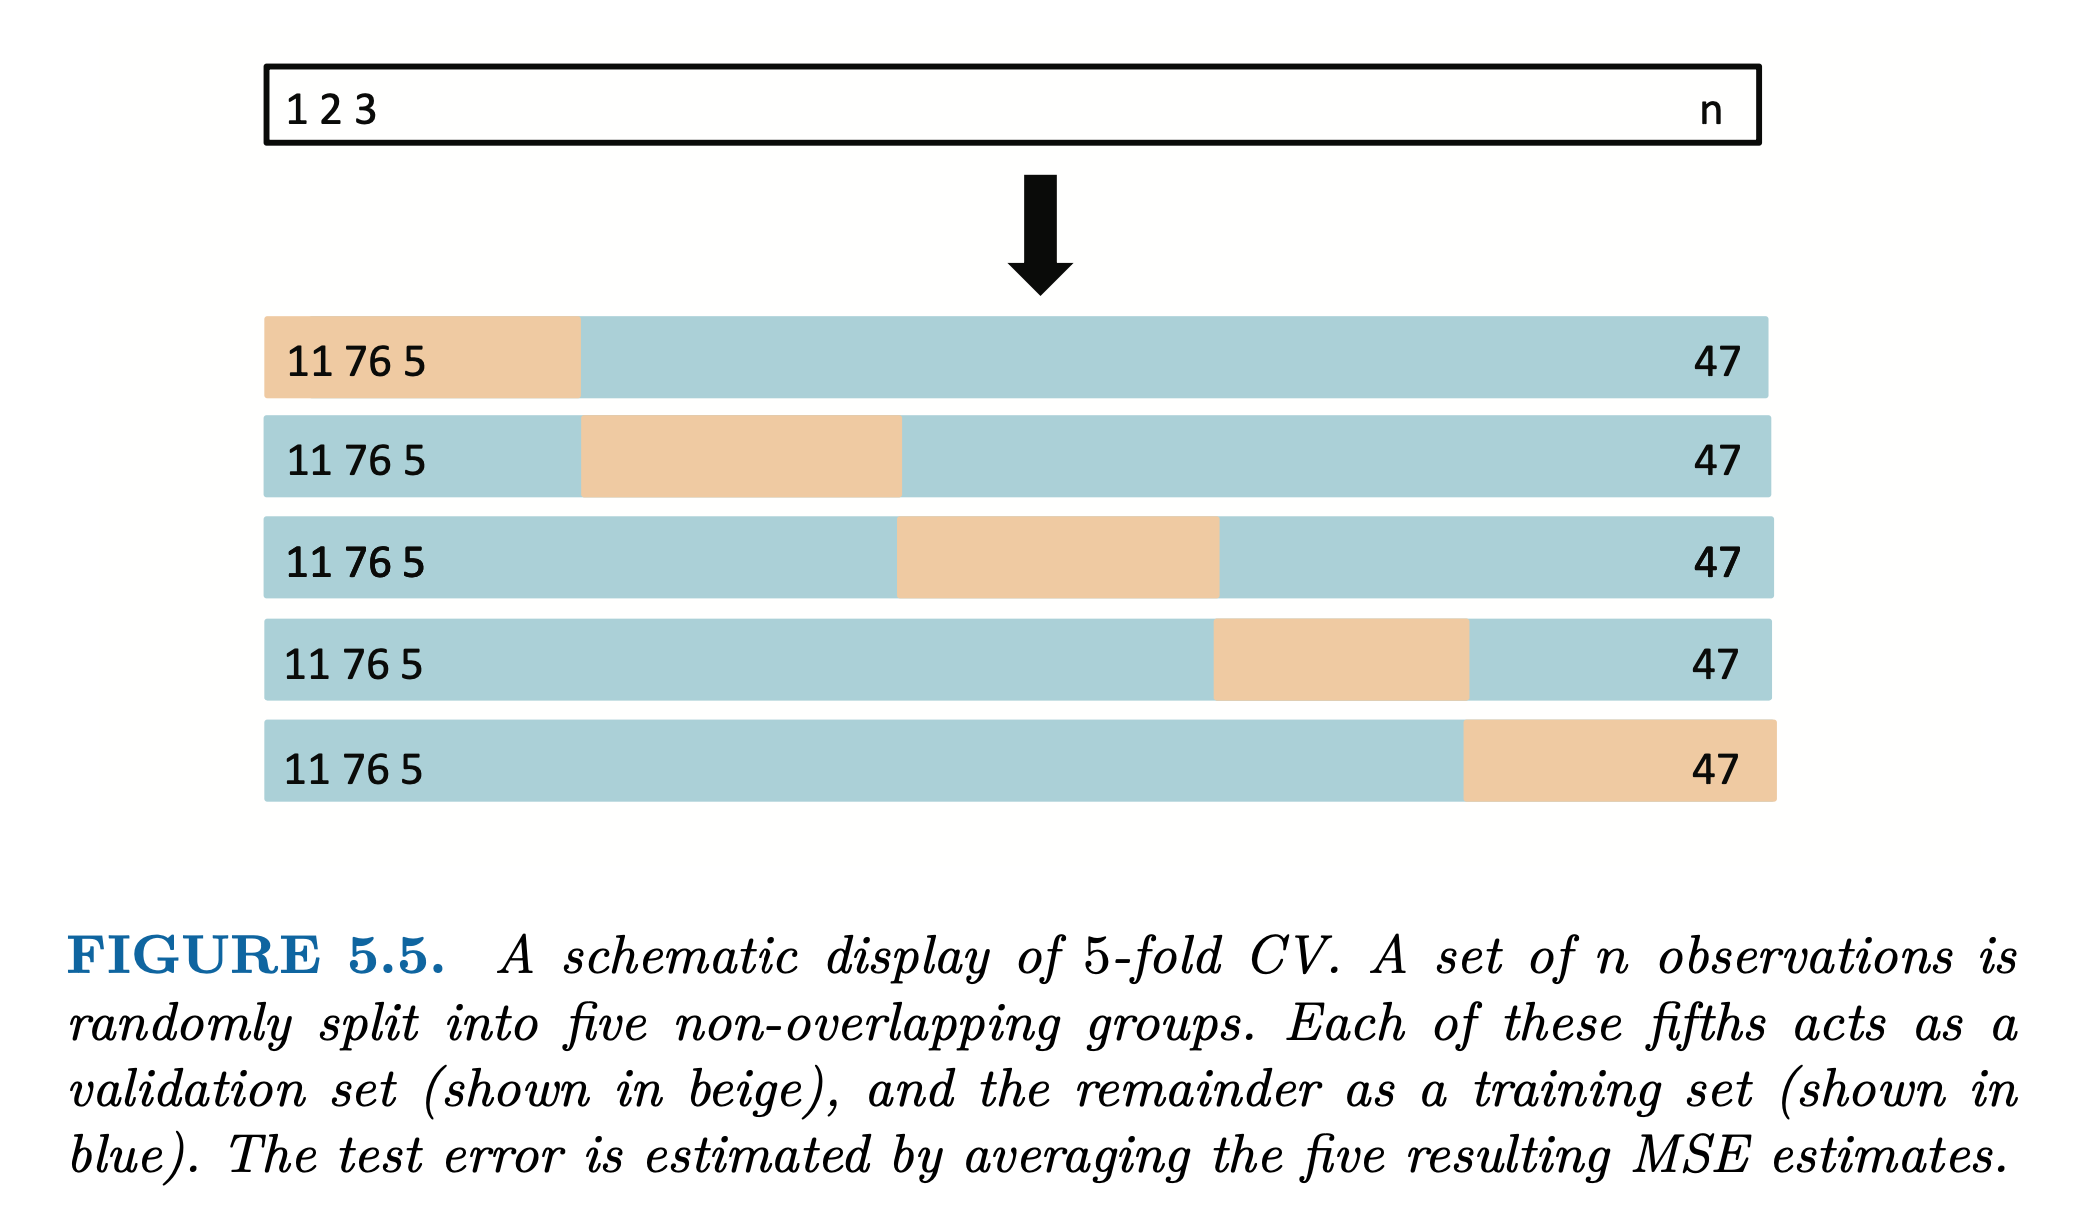 1 2 3 n
11 76 5 47
11 76 5 47
11 76 5 47
11 76 5 47
11 76 5 47
FIGURE 5.5. A schematic display of 5-fold CV. A set of n observations is
randomly split into five non-overlapping groups. Each of these fifths acts as a
validation set (shown in beige), and the remainder as a training set (shown in
blue). The test error is estimated by averaging the five resulting MSE estimates.